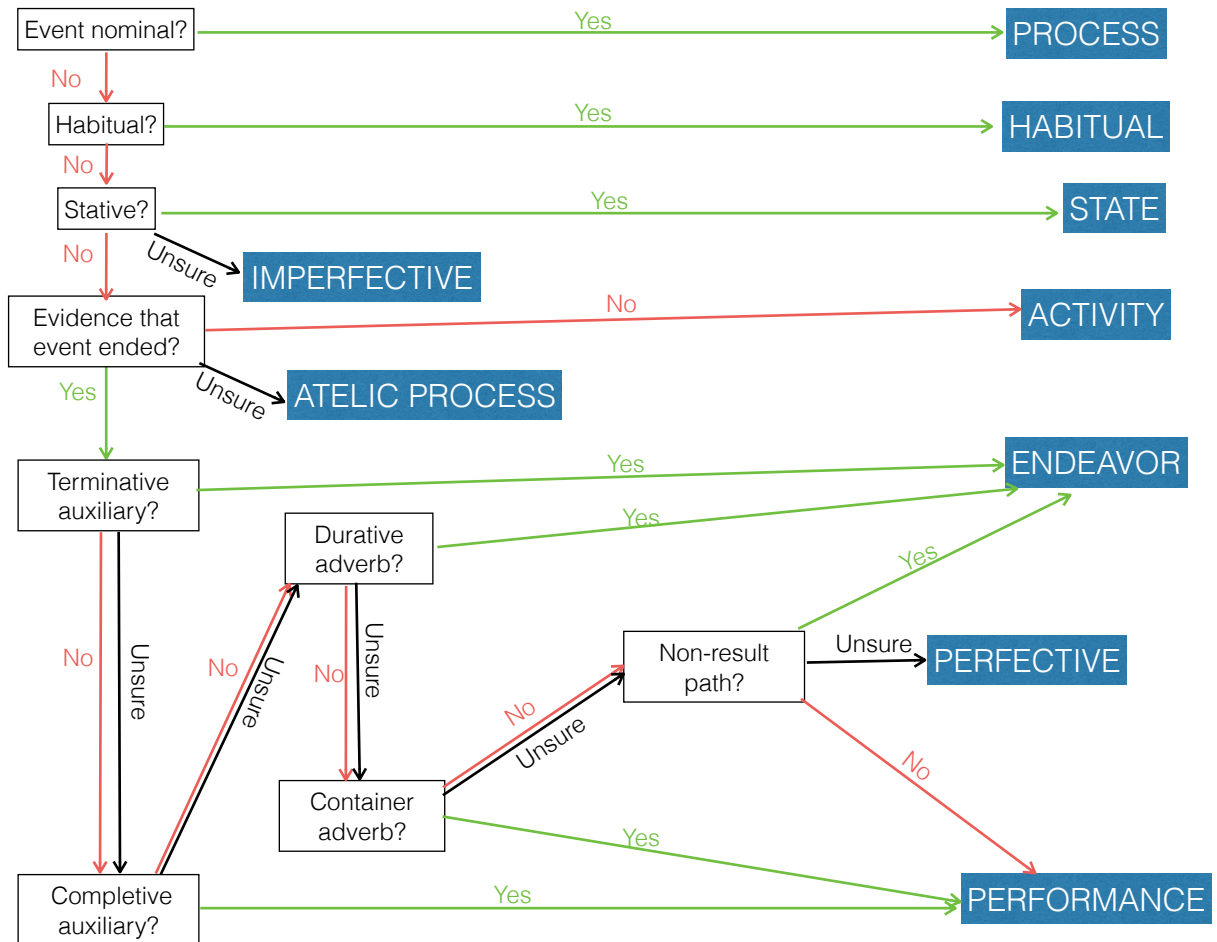 Event nominal?
Yes
PROCESS
No
Habitual?
Yes
HABITUAL
No
Stative?
Yes
STATE
No
Unsure
IMPERFECTIVE
Evidence that
event ended?
No
ACTIVITY
Unsure
ATELIC PROCESS
Yes
Terminative
auxiliary?
Yes
ENDEAVOR
Durative
adverb?
Yes
Yes
No
Unsure
No
Unsure
No
Unsure
Non-result
path?
Unsure
PERFECTIVE
No
Unsure
No
Container
adverb?
Yes
Completive
auxiliary?
Yes
PERFORMANCE